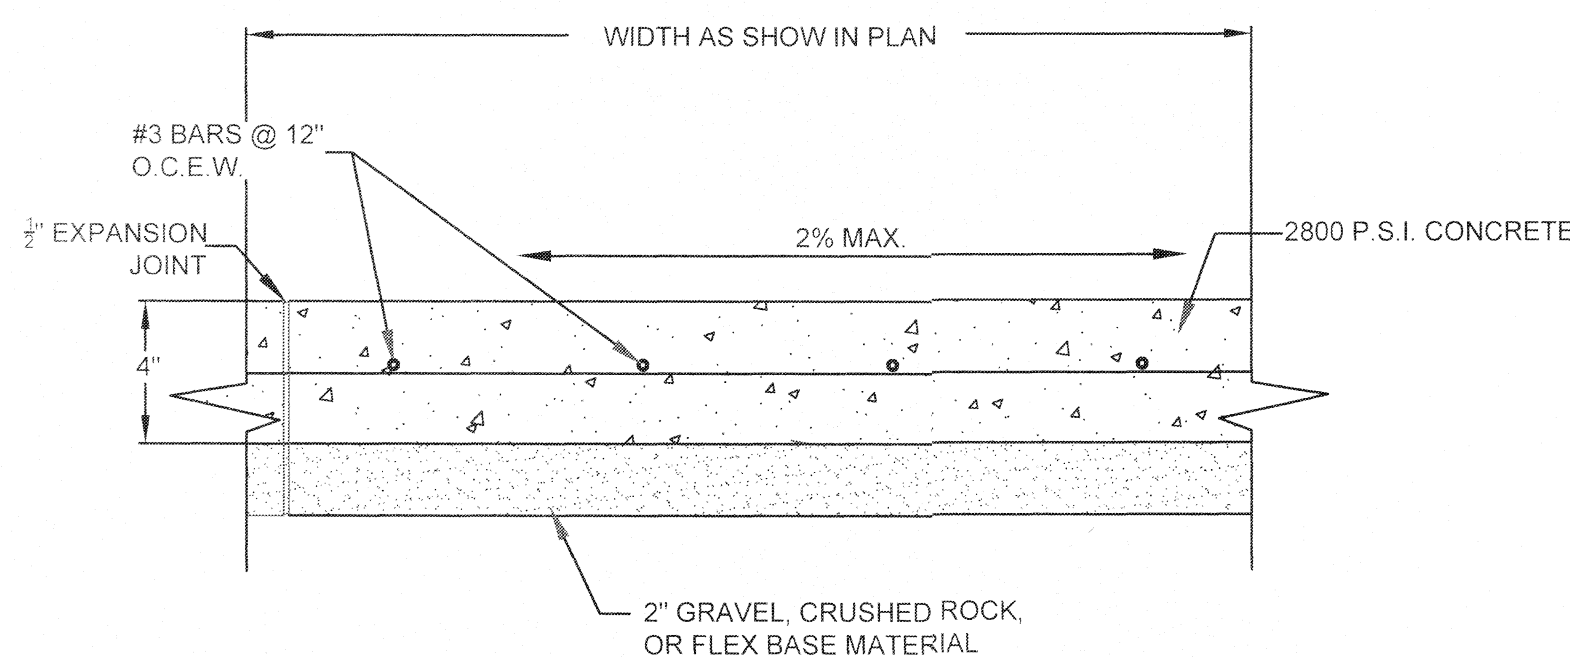 WIDTH AS SHOW IN PLAN
#3 BARS @ 12"
O.C.E.W.
½" EXPANSION
JOINT
2% MAX.
2800 P.S.I. CONCRETE
4"
2" GRAVEL, CRUSHED ROCK,
OR FLEX BASE MATERIAL